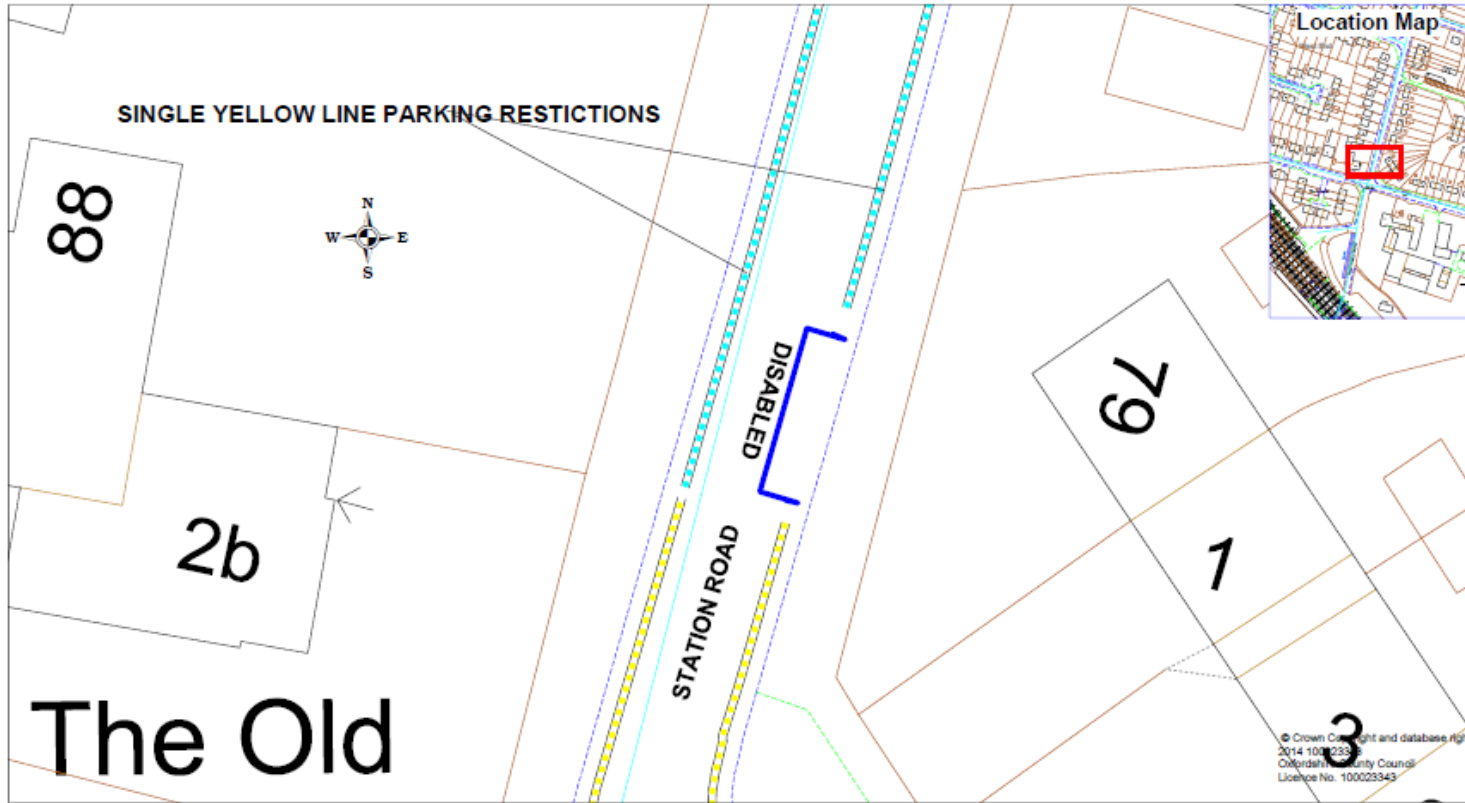 Location Map
SINGLE YELLOW LINE PARKING RESTICTIONS
88
N
W E
S
DISABLED
79
2b
1
STATION ROAD
The Old
3
© Crown Copyright and database righ
2014 100023343
Oxfordshire County Council
Licence No. 100023343